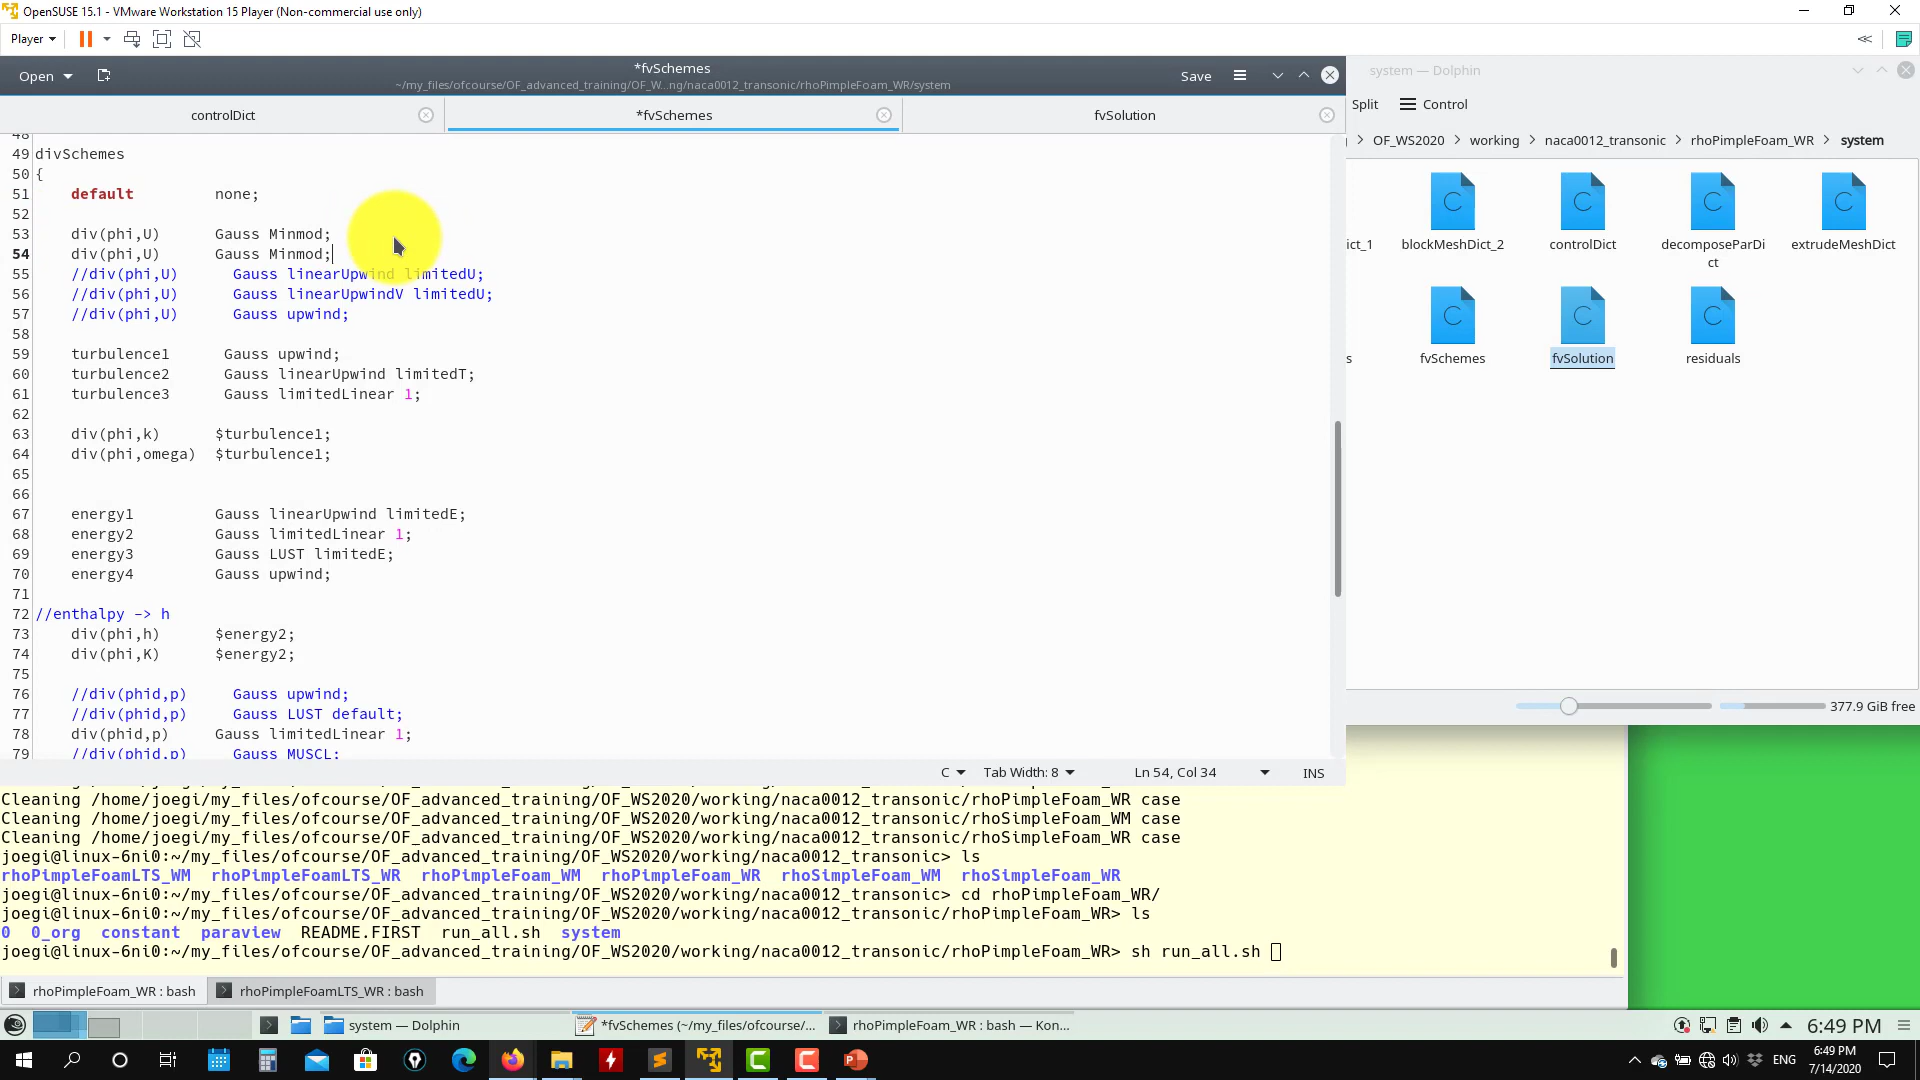 OpenSUSE 15.1 - VMware Workstation 15 Player (Non-commercial use only)
Player
Open
*fvSchemes
~/my_files/ofcourse/OF_advanced_training/OF_W...ng/naca0012_transonic/rhoPimpleFoam_WR/system
Save
controlDict
*fvSchemes
fvSolution
48
49 divSchemes
50 {
51     default         none;
52
53     div(phi,U)      Gauss Minmod;
54     div(phi,U)      Gauss Minmod;
55     //div(phi,U)      Gauss linearUpwind limitedU;
56     //div(phi,U)      Gauss linearUpwindV limitedU;
57     //div(phi,U)      Gauss upwind;
58
59     turbulence1      Gauss upwind;
60     turbulence2      Gauss linearUpwind limitedT;
61     turbulence3      Gauss limitedLinear 1;
62
63     div(phi,k)      $turbulence1;
64     div(phi,omega)  $turbulence1;
65
66
67     energy1         Gauss linearUpwind limitedE;
68     energy2         Gauss limitedLinear 1;
69     energy3         Gauss LUST limitedE;
70     energy4         Gauss upwind;
71
72 //enthalpy -> h
73     div(phi,h)      $energy2;
74     div(phi,K)      $energy2;
75
76     //div(phid,p)     Gauss upwind;
77     //div(phid,p)     Gauss LUST default;
78     div(phid,p)     Gauss limitedLinear 1;
79     //div(phid,p)     Gauss MUSCL;
C
Tab Width: 8
Ln 54, Col 34
INS
system — Dolphin
Split
Control
> OF_WS2020 > working > naca0012_transonic > rhoPimpleFoam_WR > system
ict_1
blockMeshDict_2
controlDict
decomposeParDi
ct
extrudeMeshDict
s
fvSchemes
fvSolution
residuals
377.9 GiB free
Cleaning /home/joegi/my_files/ofcourse/OF_advanced_training/OF_WS2020/working/naca0012_transonic/rhoPimpleFoam_WR case
Cleaning /home/joegi/my_files/ofcourse/OF_advanced_training/OF_WS2020/working/naca0012_transonic/rhoSimpleFoam_WM case
Cleaning /home/joegi/my_files/ofcourse/OF_advanced_training/OF_WS2020/working/naca0012_transonic/rhoSimpleFoam_WR case
joegi@linux-6ni0:~/my_files/ofcourse/OF_advanced_training/OF_WS2020/working/naca0012_transonic> ls
rhoPimpleFoamLTS_WM  rhoPimpleFoamLTS_WR  rhoPimpleFoam_WM  rhoPimpleFoam_WR  rhoSimpleFoam_WM  rhoSimpleFoam_WR
joegi@linux-6ni0:~/my_files/ofcourse/OF_advanced_training/OF_WS2020/working/naca0012_transonic> cd rhoPimpleFoam_WR/
joegi@linux-6ni0:~/my_files/ofcourse/OF_advanced_training/OF_WS2020/working/naca0012_transonic/rhoPimpleFoam_WR> ls
0  0_org  constant  paraview  README.FIRST  run_all.sh  system
joegi@linux-6ni0:~/my_files/ofcourse/OF_advanced_training/OF_WS2020/working/naca0012_transonic/rhoPimpleFoam_WR> sh run_all.sh
rhoPimpleFoam_WR : bash
rhoPimpleFoamLTS_WR : bash
system — Dolphin
*fvSchemes (~/my_files/ofcourse/...
rhoPimpleFoam_WR : bash — Kon...
6:49 PM
ENG
6:49 PM
7/14/2020